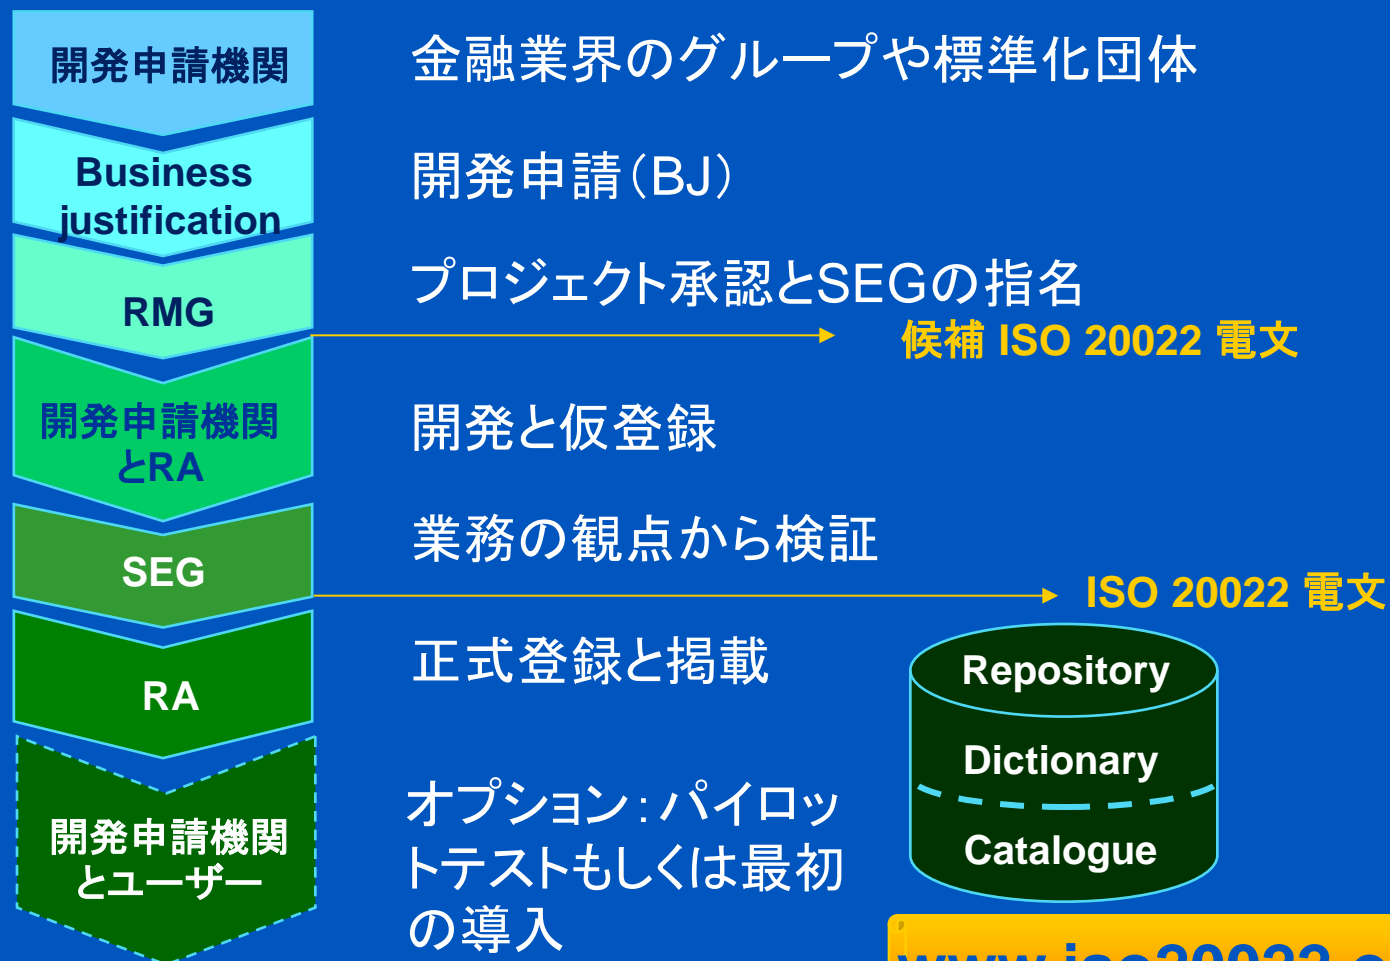 開発申請機関
金融業界のグループや標準化団体
Business
justification
開発申請（BJ）
RMG
プロジェクト承認とSEGの指名
候補 ISO 20022 電文
開発申請機関
とRA
開発と仮登録
SEG
業務の観点から検証
ISO 20022 電文
RA
正式登録と掲載
Repository
Dictionary
Catalogue
開発申請機関
とユーザー
オプション：パイロッ
トテストもしくは最初
の導入